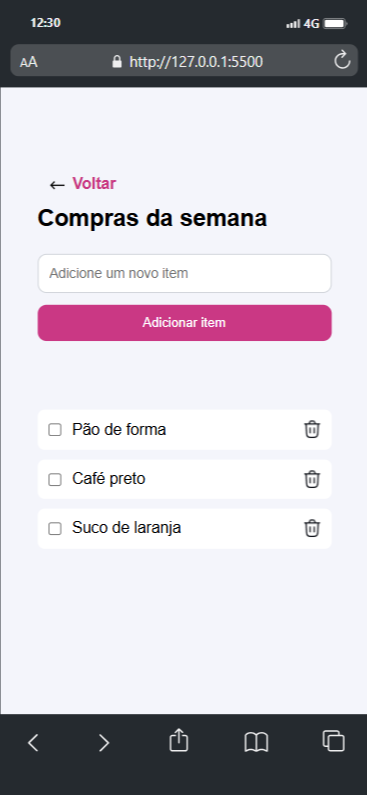 12:30
4G
AA
http://127.0.0.1:5500
← Voltar
Compras da semana
Adicione um novo item
Adicionar item
Pão de forma
Café preto
Suco de laranja